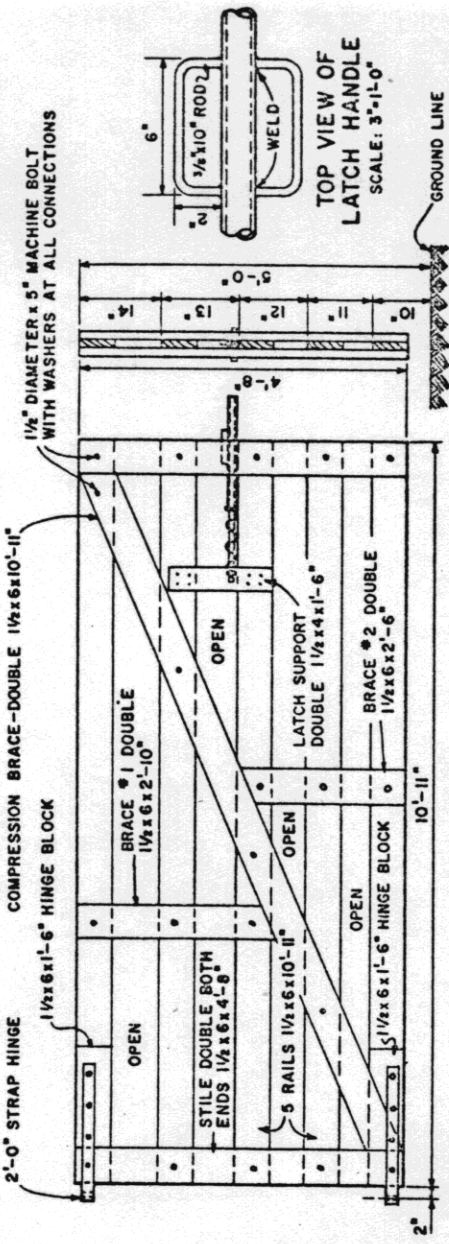 2'-0" STRAP HINGE
COMPRESSION BRACE-DOUBLE 1½x6x10'-11"
1½" DIAMETER x 5" MACHINE BOLT
WITH WASHERS AT ALL CONNECTIONS
1½x6x1'-6" HINGE BLOCK
BRACE #1 DOUBLE
1½x6x2'-10"
OPEN
STILE DOUBLE BOTH
ENDS 1½x6x4'-8"
5 RAILS 1½x6x10'-11"
OPEN
LATCH SUPPORT
DOUBLE 1½x4x1'-6"
OPEN
BRACE #2 DOUBLE
1½x6x2'-6"
OPEN
1½x6x1'-6" HINGE BLOCK
10'-11"
2"
4'-8"
14"
13"
12"
11"
10"
5'-0"
GROUND LINE
6"
2"
⅜"x10" ROD
WELD
TOP VIEW OF
LATCH HANDLE
SCALE: 3"=1'-0"